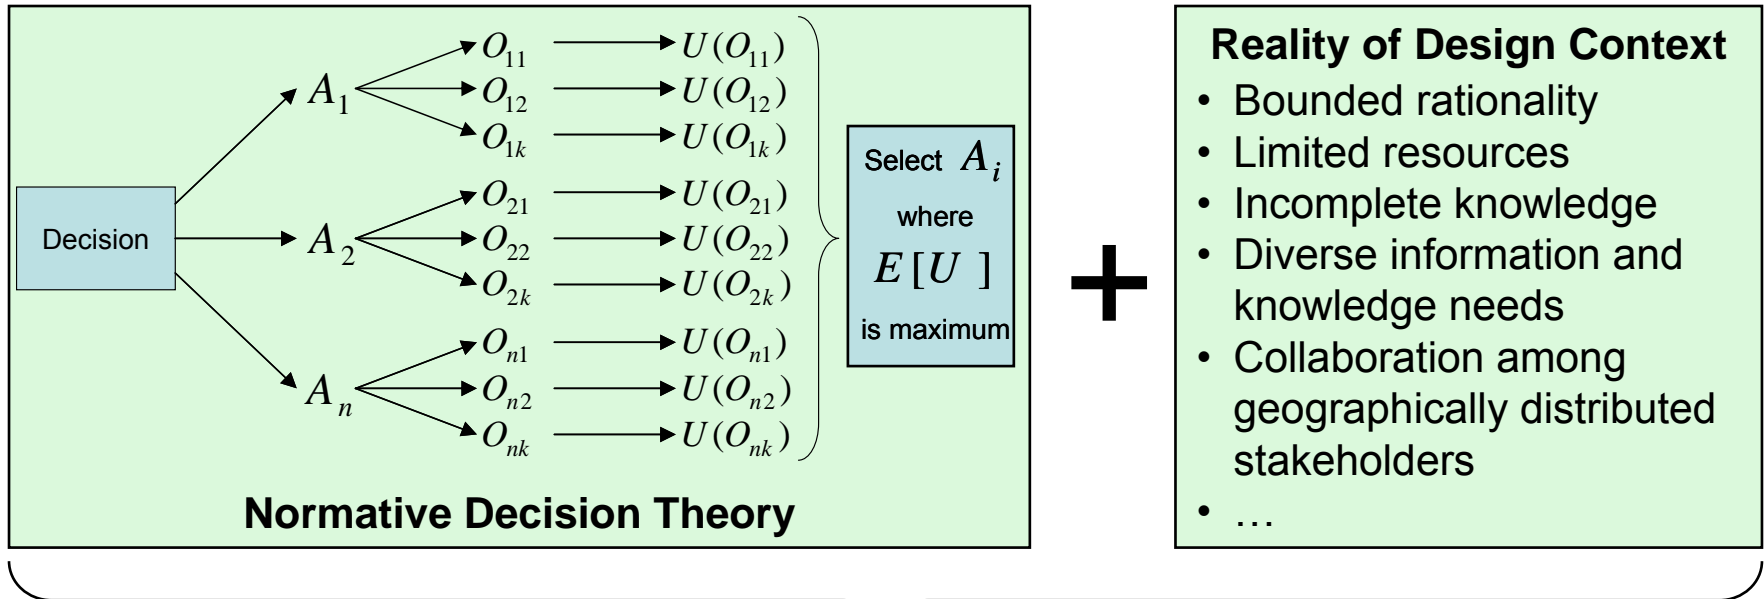 O₁₁ U(O₁₁)
A₁ O₁₂ U(O₁₂)
O₁ₖ U(O₁ₖ)
O₂₁ U(O₂₁)
Decision A₂ O₂₂ U(O₂₂)
O₂ₖ U(O₂ₖ)
Oₙ₁ U(Oₙ₁)
Aₙ Oₙ₂ U(Oₙ₂)
Oₙₖ U(Oₙₖ)
Select Aᵢ
where
E[U ]
is maximum
Normative Decision Theory
+
Reality of Design Context
• Bounded rationality
• Limited resources
• Incomplete knowledge
• Diverse information and
knowledge needs
• Collaboration among
geographically distributed
stakeholders
• …